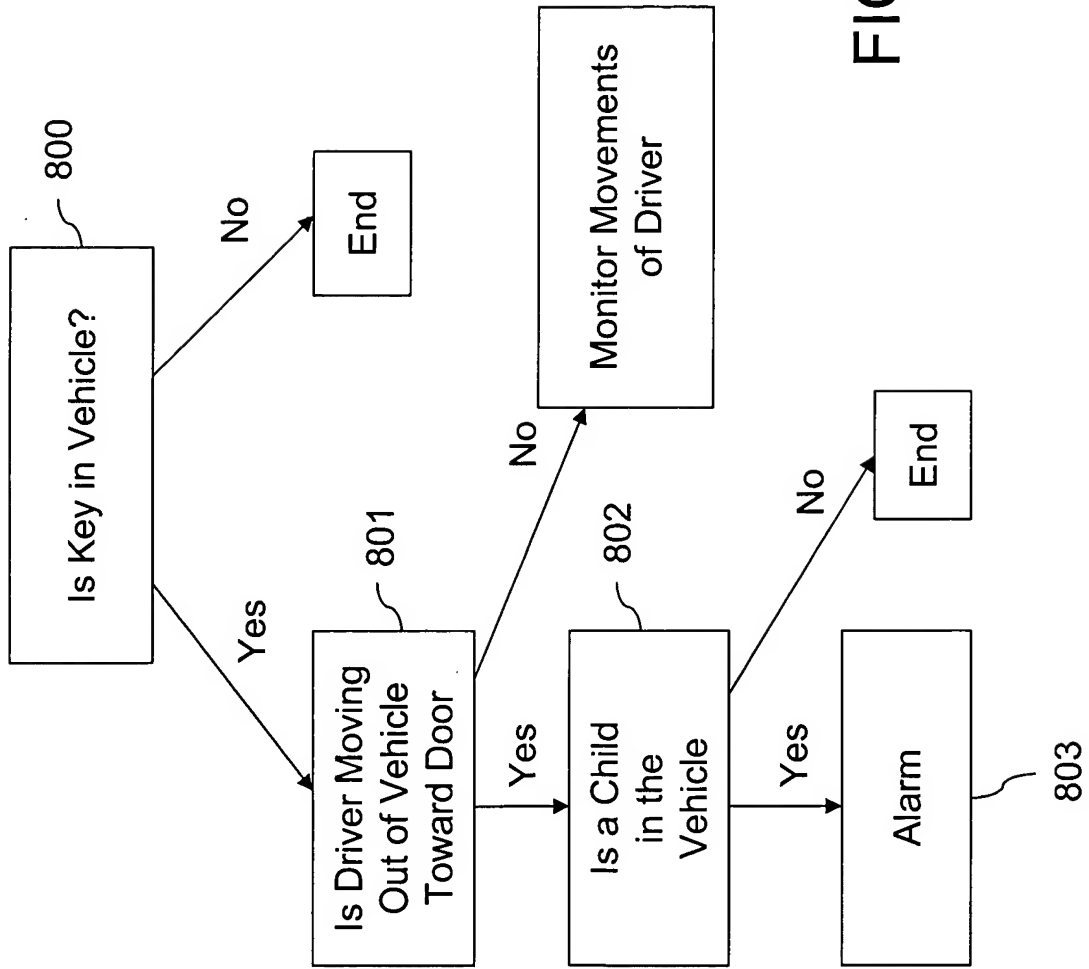 Is Key in Vehicle?
800
Yes
No
End
Is Driver Moving
Out of Vehicle
Toward Door
801
Yes
No
Monitor Movements
of Driver
Is a Child
in the
Vehicle
802
Yes
No
End
Alarm
803